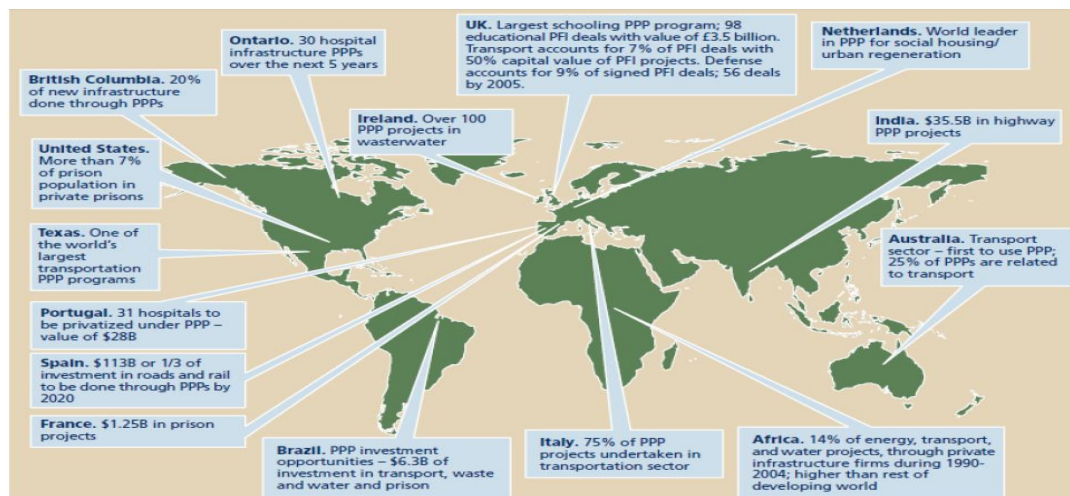 UK. Largest schooling PPP program; 98
educational PFI deals with value of £3.5 billion.
Transport accounts for 7% of PFI deals with
50% capital value of PFI projects. Defense
accounts for 9% of signed PFI deals; 56 deals
by 2005.
Netherlands. World
leader
in PPP for social housing/
urban regeneration
Ontario. 30 hospital
infrastructure PPPs
over the next 5 years
British Columbia. 20%
of new infrastructure
done through PPPs
Ireland. Over 100
PPP projects in
wasterwater
India. $35.5B in highway
PPP projects
United States.
More than 7%
of prison
population in
private prisons
Texas. One of
the world's
largest
transportation
PPP programs
Australia. Transport
sector – first to use PPP;
25% of PPPs are related
to transport
Portugal. 31 hospitals to
be privatized under PPP –
value of $28B
Spain. $113B or 1/3 of
investment in roads and rail
to be done through PPPs by
2020
France. $1.25B in prison
projects
Brazil. PPP investment
opportunities – $6.3B of
investment in transport, waste
and water and prison
Italy. 75% of PPP
projects undertaken in
transportation sector
Africa. 14% of energy, transport,
and water projects, through private
infrastructure firms during 1990-
2004; higher than rest of
developing world